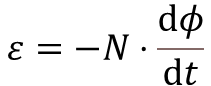 ε = −N · dϕ/dt